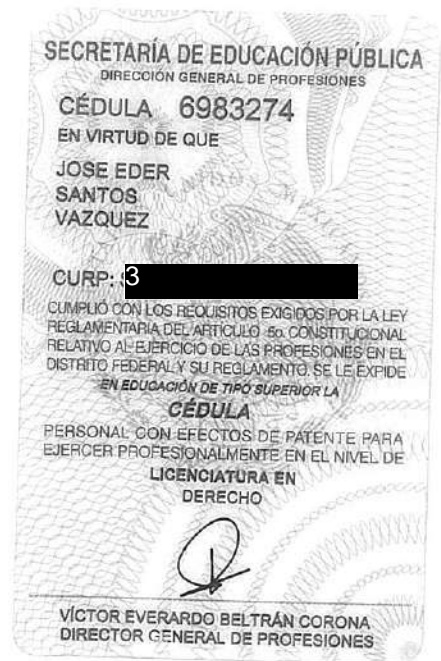 SECRETARÍA DE EDUCACIÓN PÚBLICA
DIRECCIÓN GENERAL DE PROFESIONES
CÉDULA 6983274
EN VIRTUD DE QUE
JOSE EDER
SANTOS
VAZQUEZ
CURP: 3
CUMPLIÓ CON LOS REQUISITOS EXIGIDOS POR LA LEY
REGLAMENTARIA DEL ARTÍCULO 5o. CONSTITUCIONAL
RELATIVO AL EJERCICIO DE LAS PROFESIONES EN EL
DISTRITO FEDERAL Y SU REGLAMENTO, SE LE EXPIDE
EN EDUCACIÓN DE TIPO SUPERIOR LA
CÉDULA
PERSONAL CON EFECTOS DE PATENTE PARA
EJERCER PROFESIONALMENTE EN EL NIVEL DE
LICENCIATURA EN
DERECHO
VÍCTOR EVERARDO BELTRÁN CORONA
DIRECTOR GENERAL DE PROFESIONES